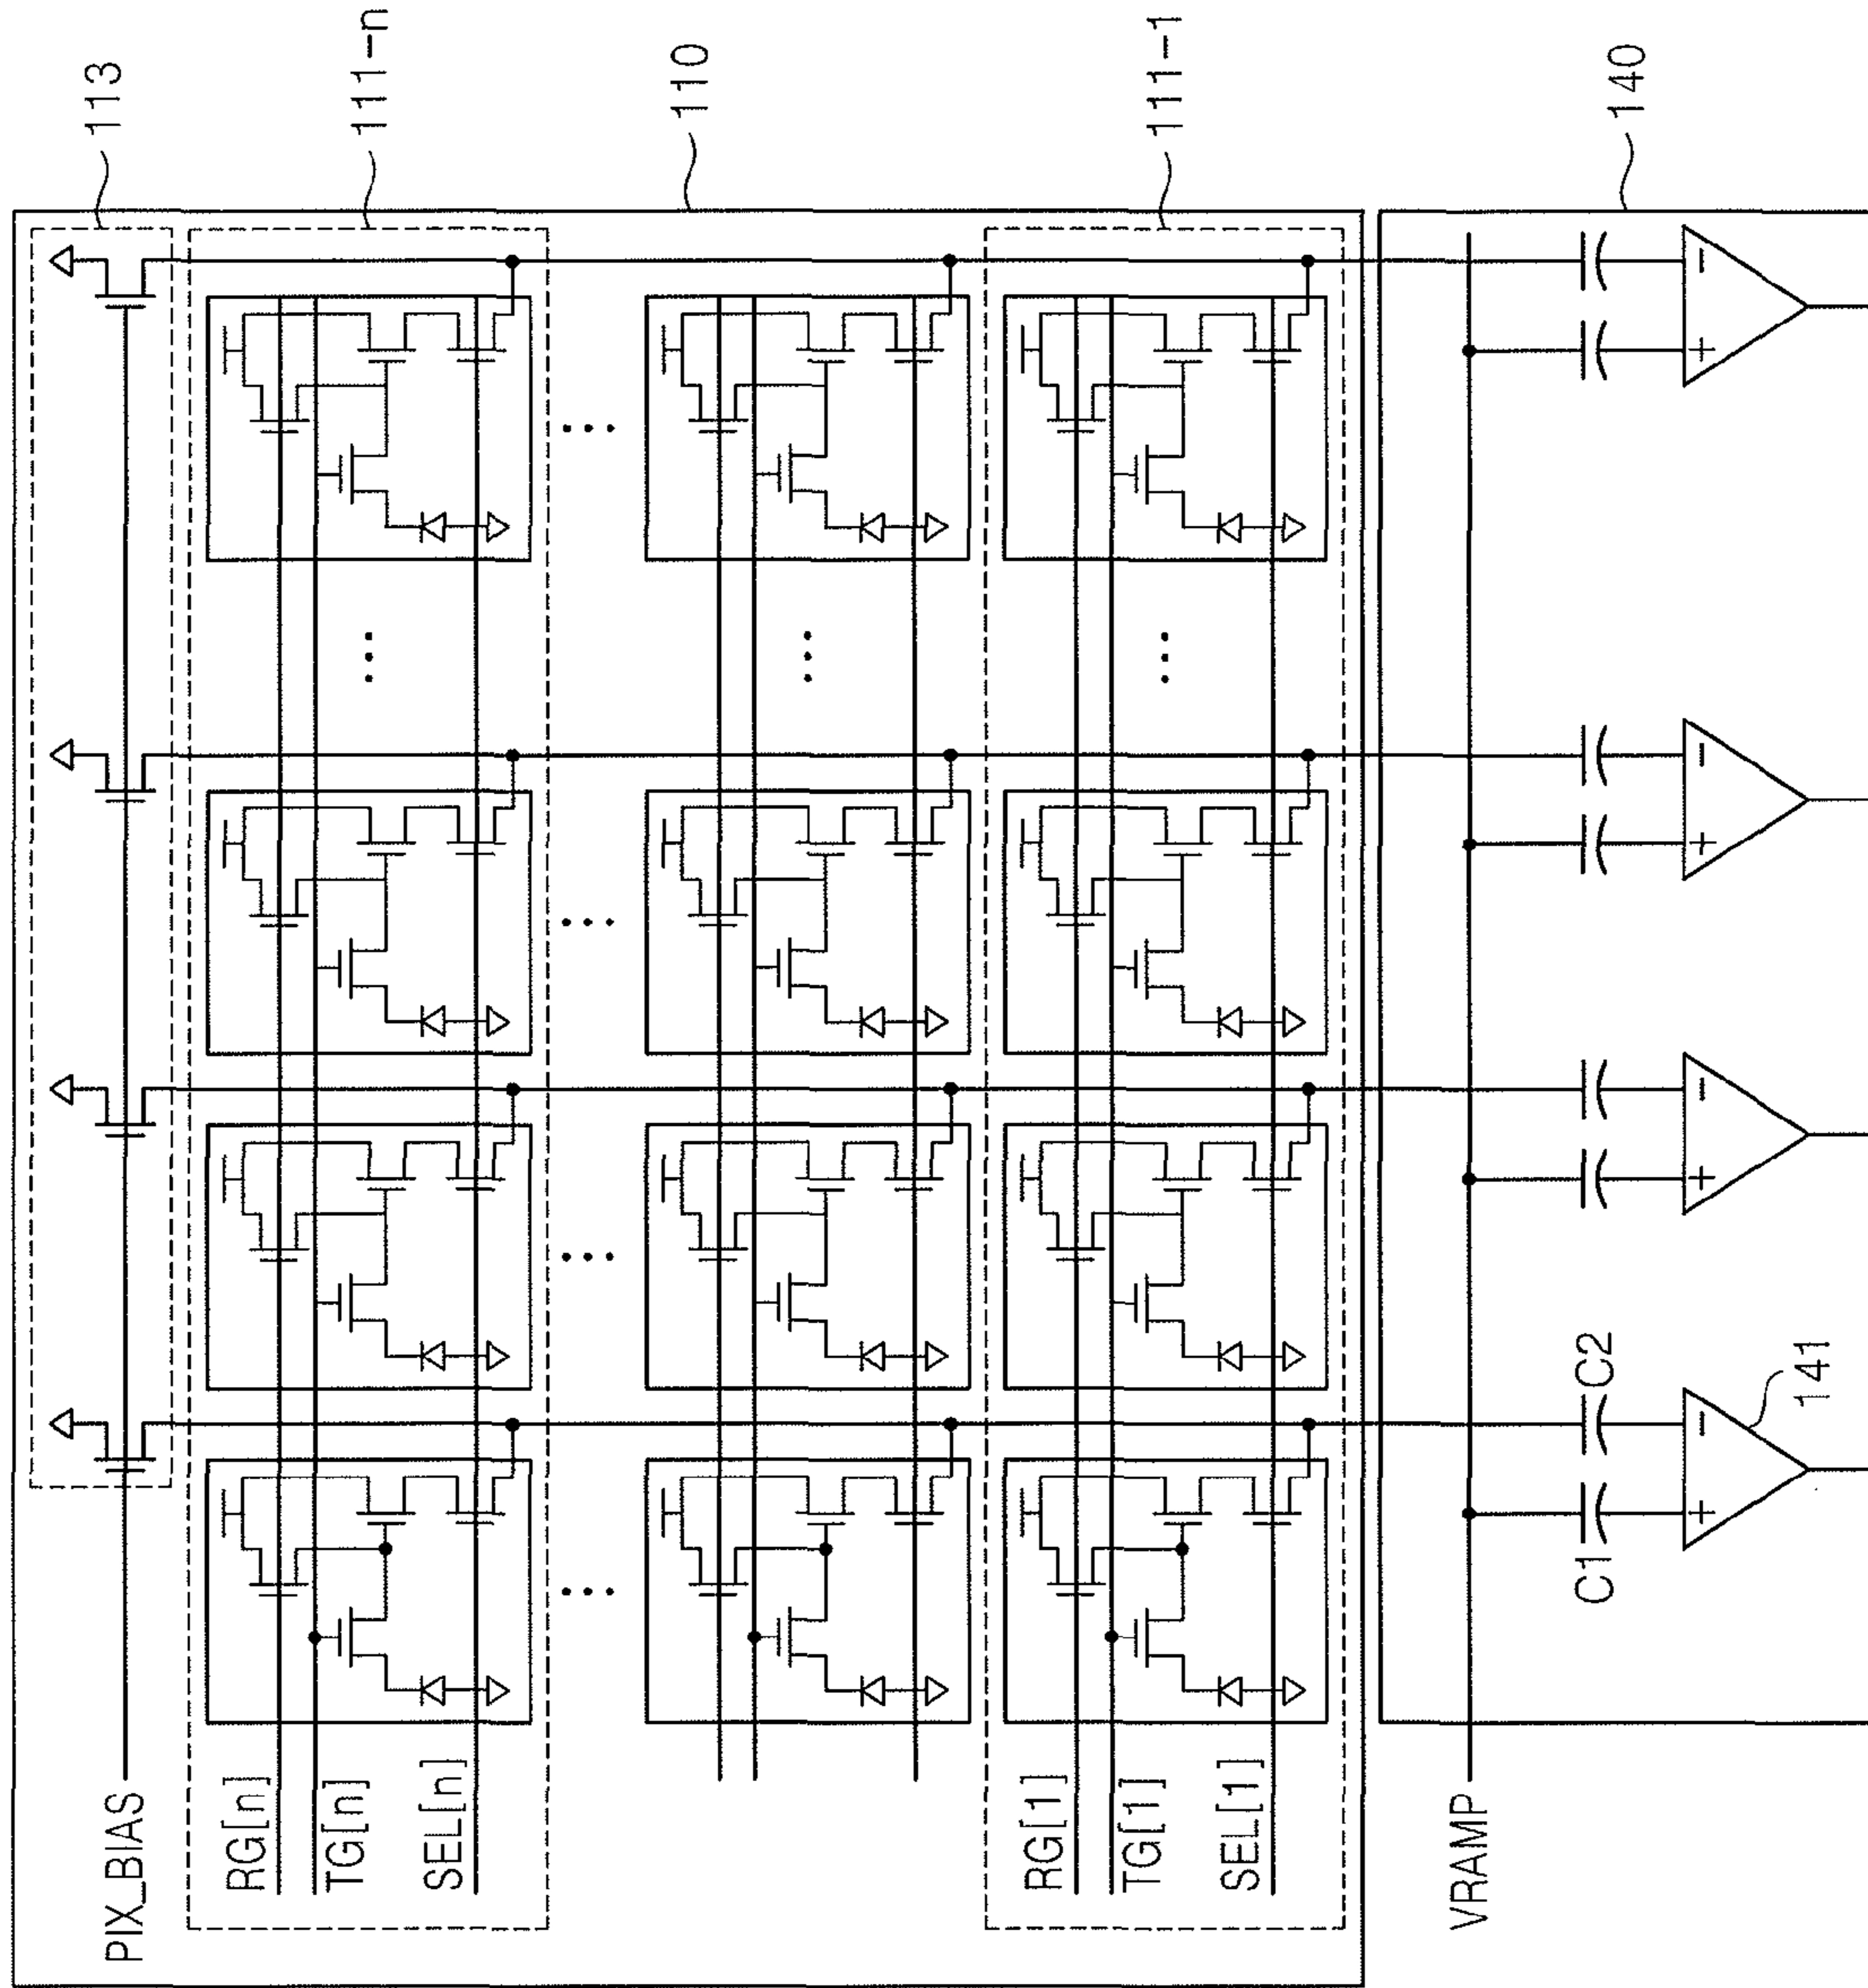 PIX_BIAS
113
RG[n]
TG[n]
SEL[n]
111-n
110
RG[1]
TG[1]
SEL[1]
111-1
VRAMP
140
C1
C2
+
-
+
-
+
-
+
-
141